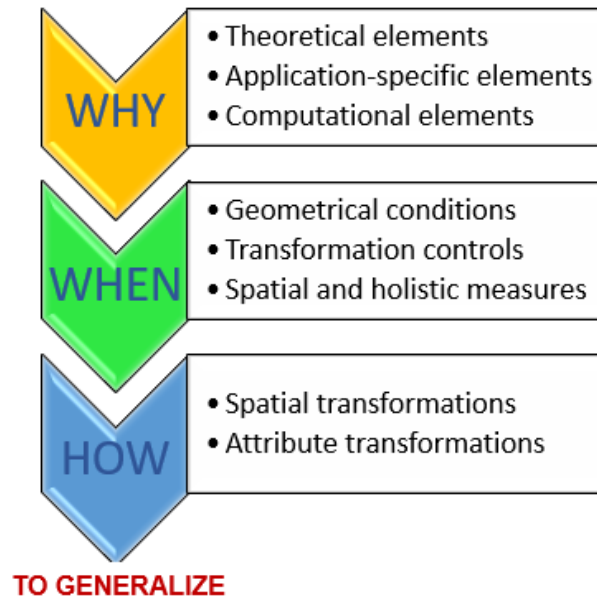 WHY
• Theoretical elements
• Application-specific elements
• Computational elements
WHEN
• Geometrical conditions
• Transformation controls
• Spatial and holistic measures
HOW
• Spatial transformations
• Attribute transformations
TO GENERALIZE